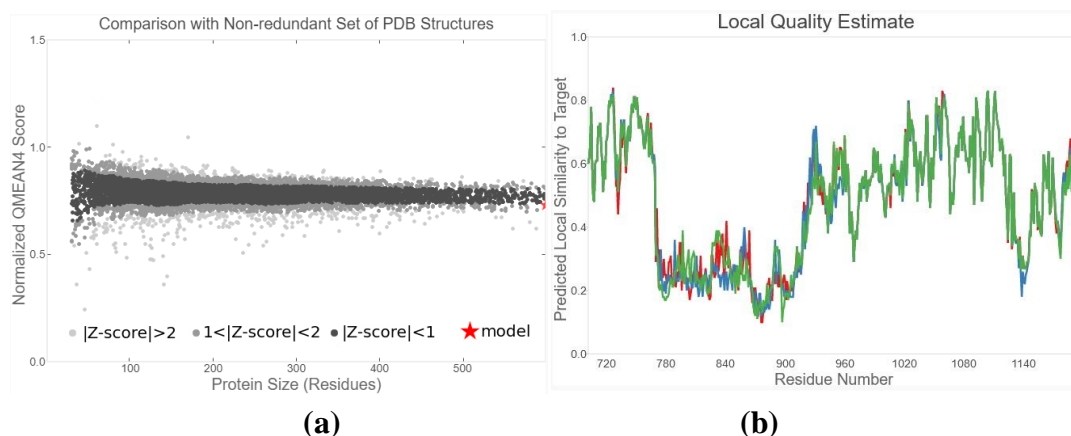 Comparison with Non-redundant Set of PDB Structures
Normalized QMEAN4 Score
1.5
1.0
0.5
0.0
|Z-score|>2 1<|Z-score|<2 |Z-score|<1 model
100 200 300 400 500
Protein Size (Residues)
(a)
Local Quality Estimate
Predicted Local Similarity to Target
1.0
0.8
0.6
0.4
0.2
0.0
720 780 840 900 960 1020 1080 1140
Residue Number
(b)